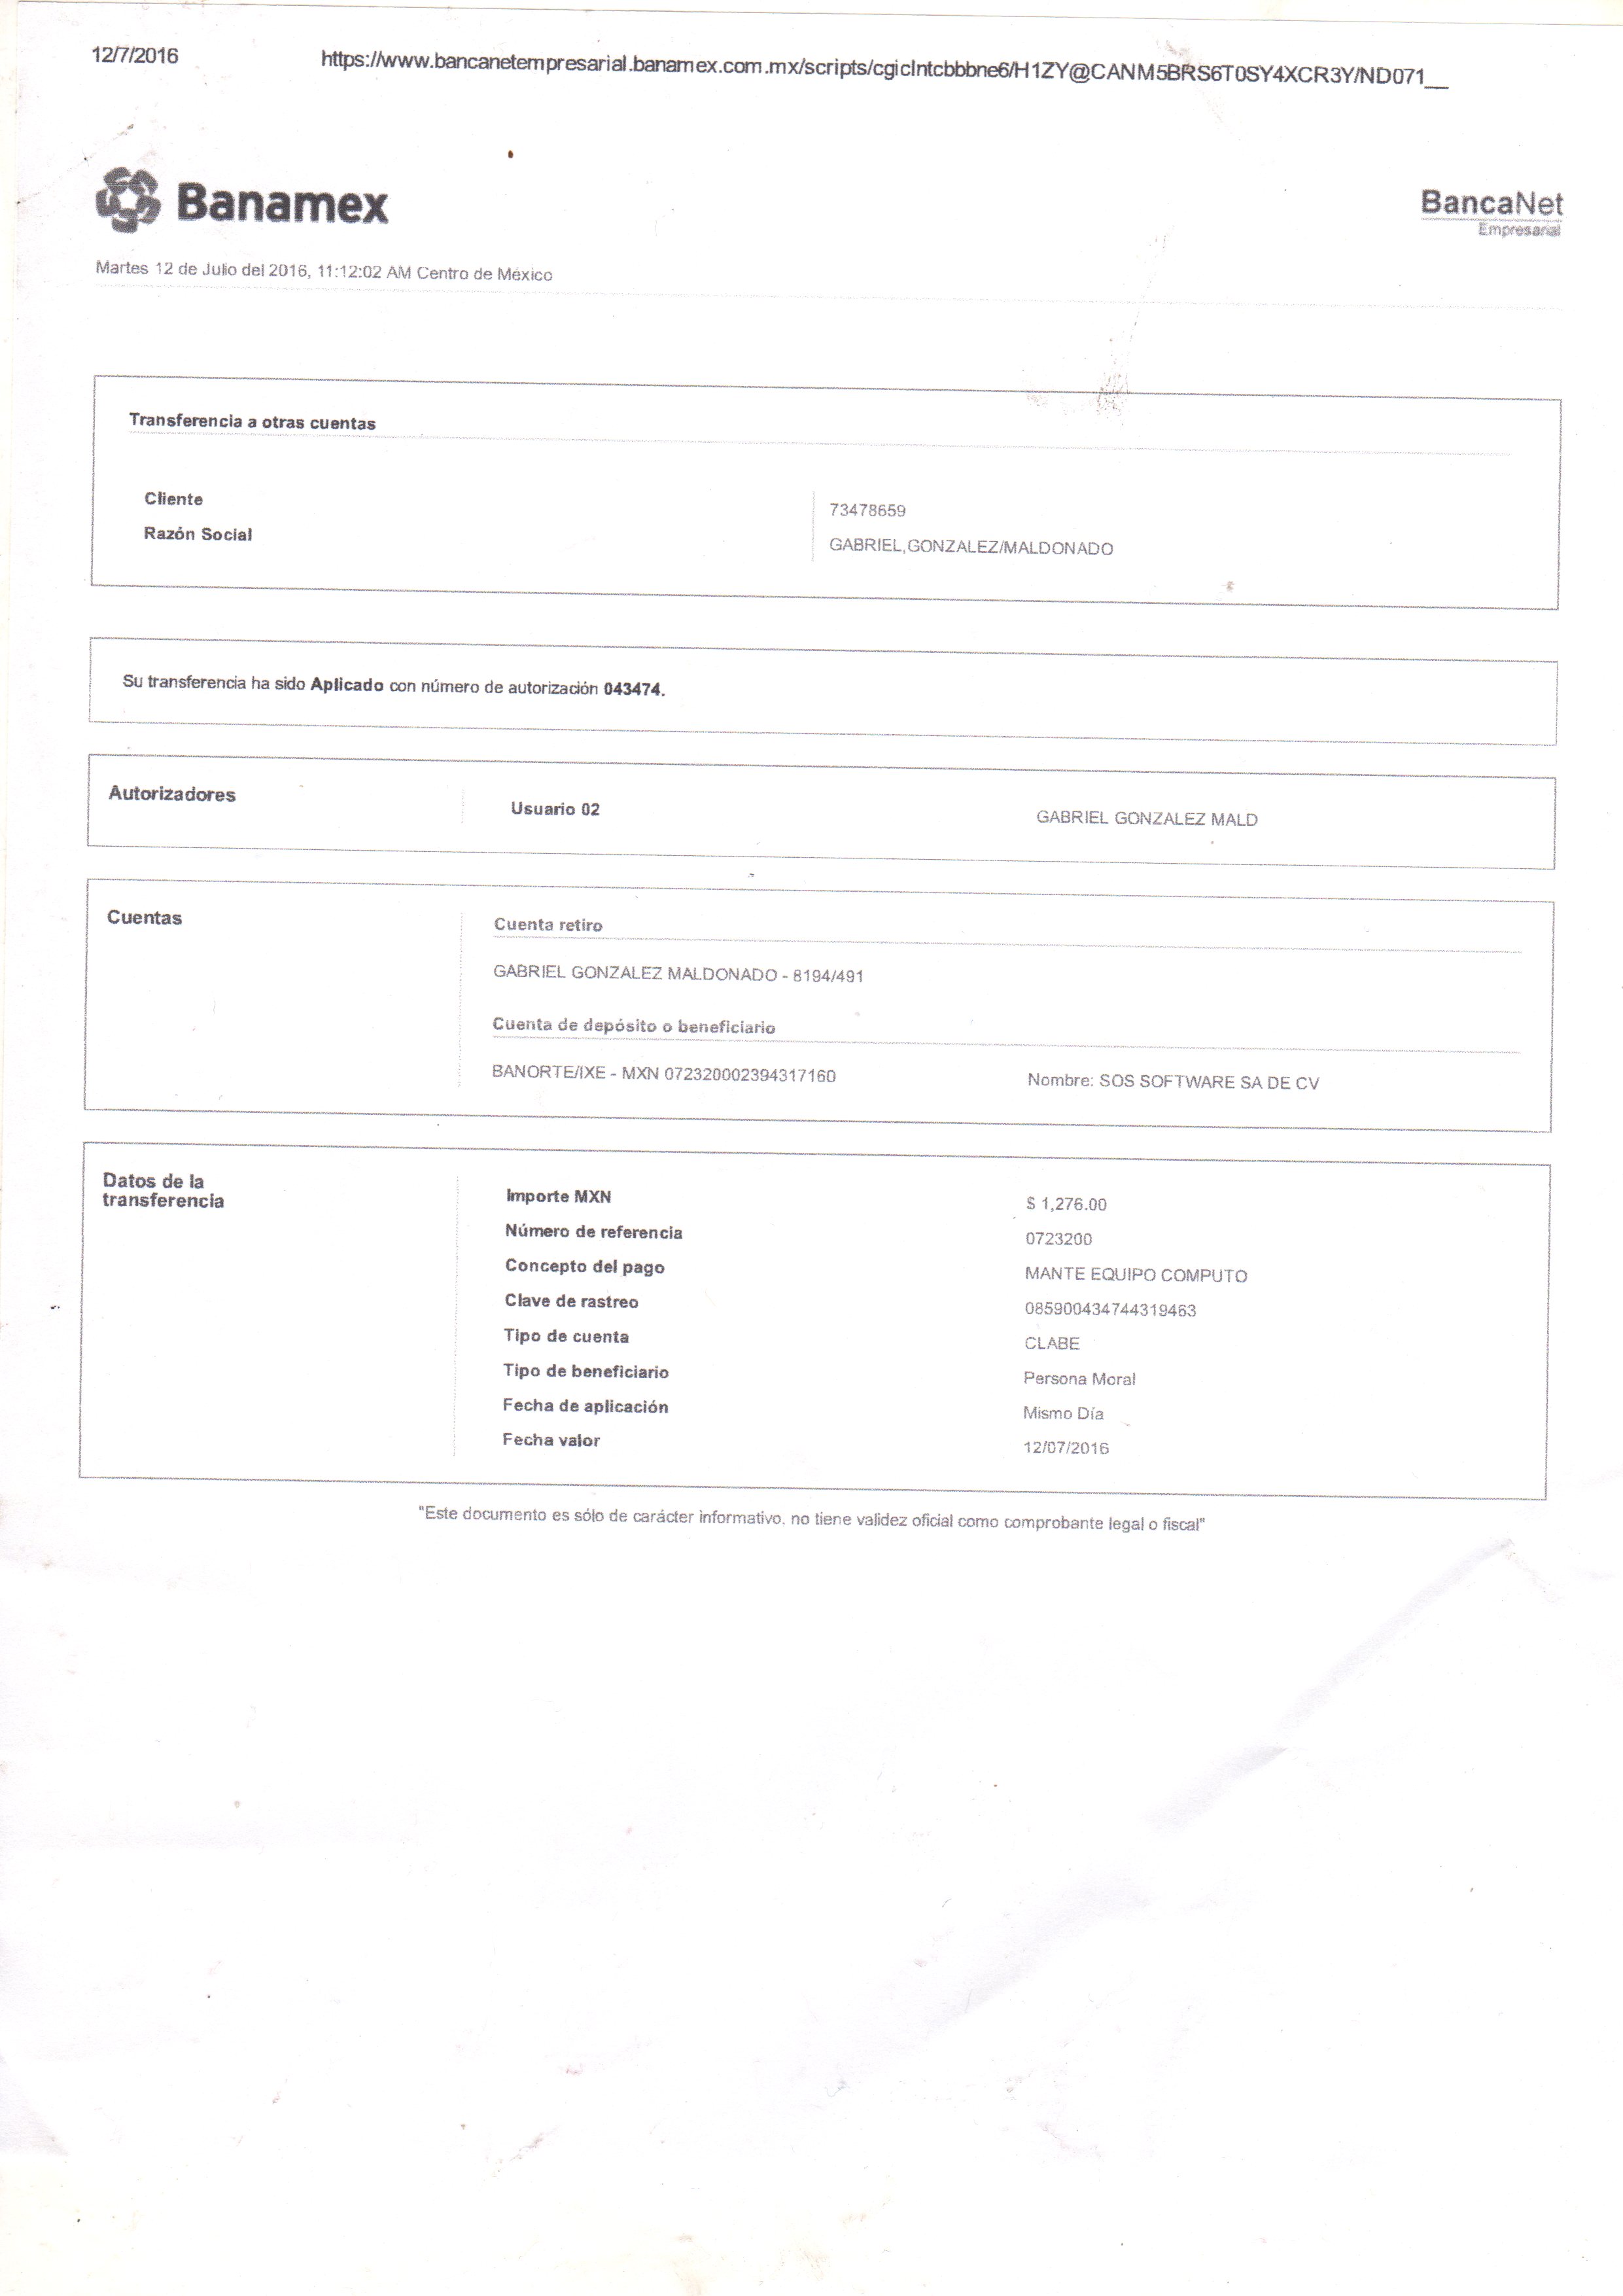 12/7/2016 https://www.bancanetempresarial.banamex.com.mx/scripts/cgiclntcbbbne6/H1ZY@CANM5BRS6T0SY4XCR3Y/ND071__
Banamex
BancaNet
Empresarial
Martes 12 de Julio del 2016, 11:12:02 AM Centro de México
Transferencia a otras cuentas
Cliente 73478659
Razón Social GABRIEL,GONZALEZ/MALDONADO
Su transferencia ha sido Aplicado con número de autorización 043474.
Autorizadores Usuario 02 GABRIEL GONZALEZ MALD
Cuentas Cuenta retiro
GABRIEL GONZALEZ MALDONADO - 8194/491
Cuenta de depósito o beneficiario
BANORTE/IXE - MXN 072320002394317160 Nombre: SOS SOFTWARE SA DE CV
Datos de la
transferencia
Importe MXN $ 1,276.00
Número de referencia 0723200
Concepto del pago MANTE EQUIPO COMPUTO
Clave de rastreo 085900434744319463
Tipo de cuenta CLABE
Tipo de beneficiario Persona Moral
Fecha de aplicación Mismo Día
Fecha valor 12/07/2016
"Este documento es sólo de carácter informativo. no tiene validez oficial como comprobante legal o fiscal"